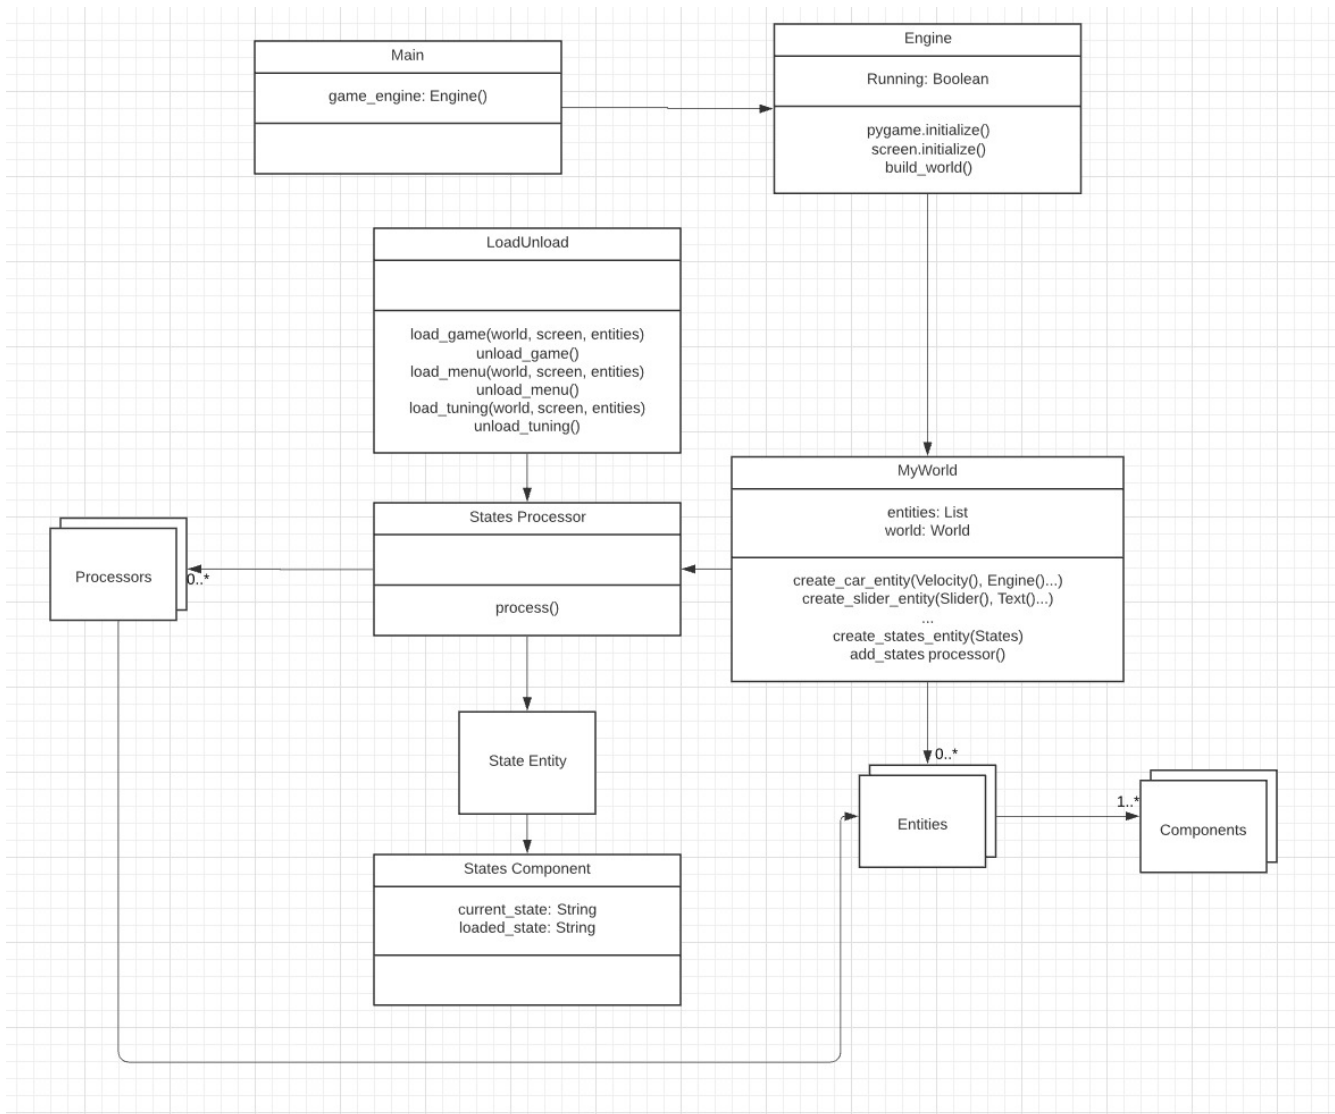 Main
game_engine: Engine()
Engine
Running: Boolean
pygame.initialize()
screen.initialize()
build_world()
LoadUnload
load_game(world, screen, entities)
unload_game()
load_menu(world, screen, entities)
unload_menu()
load_tuning(world, screen, entities)
unload_tuning()
MyWorld
entities: List
world: World
create_car_entity(Velocity(), Engine()...)
create_slider_entity(Slider(), Text()...)
...
create_states_entity(States)
add_states processor()
States Processor
process()
Processors
0..*
State Entity
States Component
current_state: String
loaded_state: String
0..*
Entities
1..*
Components